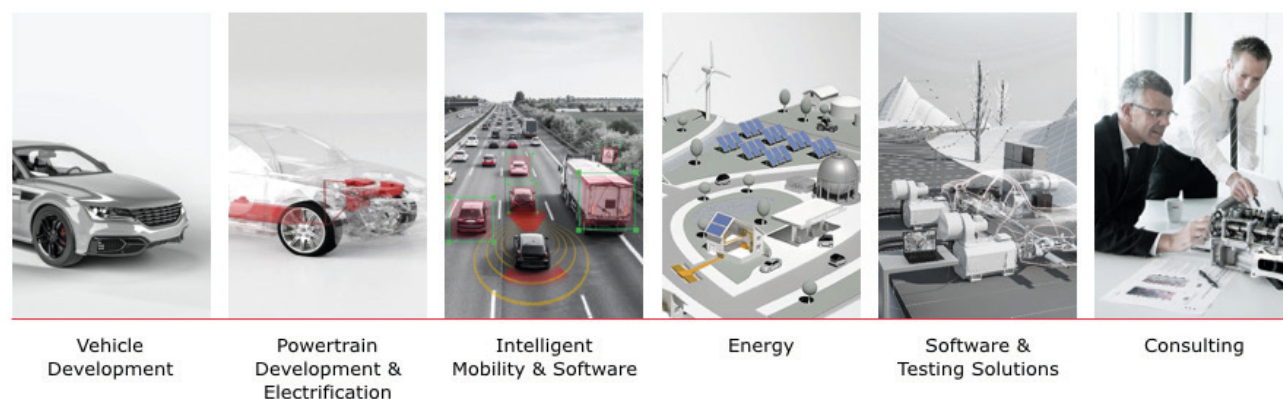 Vehicle
Development
Powertrain
Development &
Electrification
Intelligent
Mobility & Software
Energy
Software &
Testing Solutions
Consulting